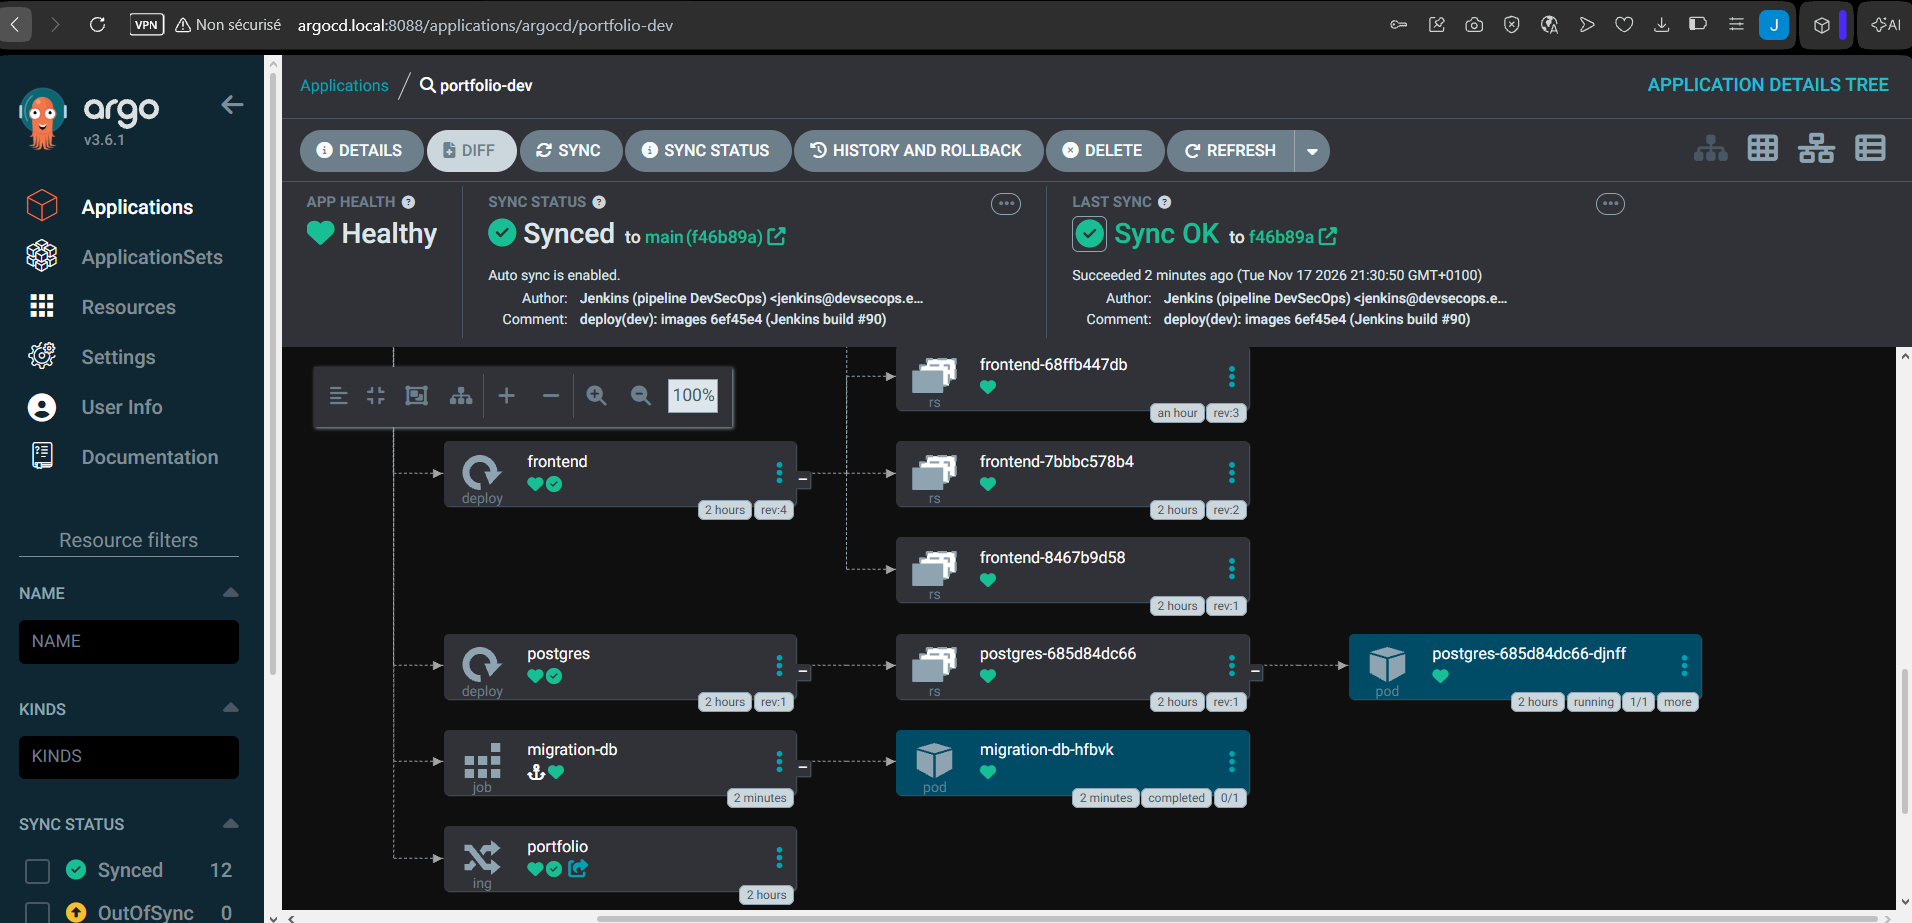 VPN Non sécurisé argocd.local:8088/applications/argocd/portfolio-dev J AI
argo
v3.6.1
Applications
ApplicationSets
Resources
Settings
User Info
Documentation
Resource filters
NAME
NAME
KINDS
KINDS
SYNC STATUS
Synced 12
OutOfSync 0
Applications / portfolio-dev
APPLICATION DETAILS TREE
DETAILS DIFF SYNC SYNC STATUS HISTORY AND ROLLBACK DELETE REFRESH
APP HEALTH
Healthy
SYNC STATUS
Synced to main (f46b89a)
Auto sync is enabled.
Author: Jenkins (pipeline DevSecOps) <jenkins@devsecops.e...
Comment: deploy(dev): images 6ef45e4 (Jenkins build #90)
LAST SYNC
Sync OK to f46b89a
Succeeded 2 minutes ago (Tue Nov 17 2026 21:30:50 GMT+0100)
Author: Jenkins (pipeline DevSecOps) <jenkins@devsecops.e...
Comment: deploy(dev): images 6ef45e4 (Jenkins build #90)
100%
frontend-68ffb447db
rs
an hour rev:3
frontend
deploy
2 hours rev:4
frontend-7bbbc578b4
rs
2 hours rev:2
frontend-8467b9d58
rs
2 hours rev:1
postgres
deploy
2 hours rev:1
postgres-685d84dc66
rs
2 hours rev:1
postgres-685d84dc66-djnff
pod
2 hours running 1/1 more
migration-db
job
2 minutes
migration-db-hfbvk
pod
2 minutes completed 0/1
portfolio
ing
2 hours